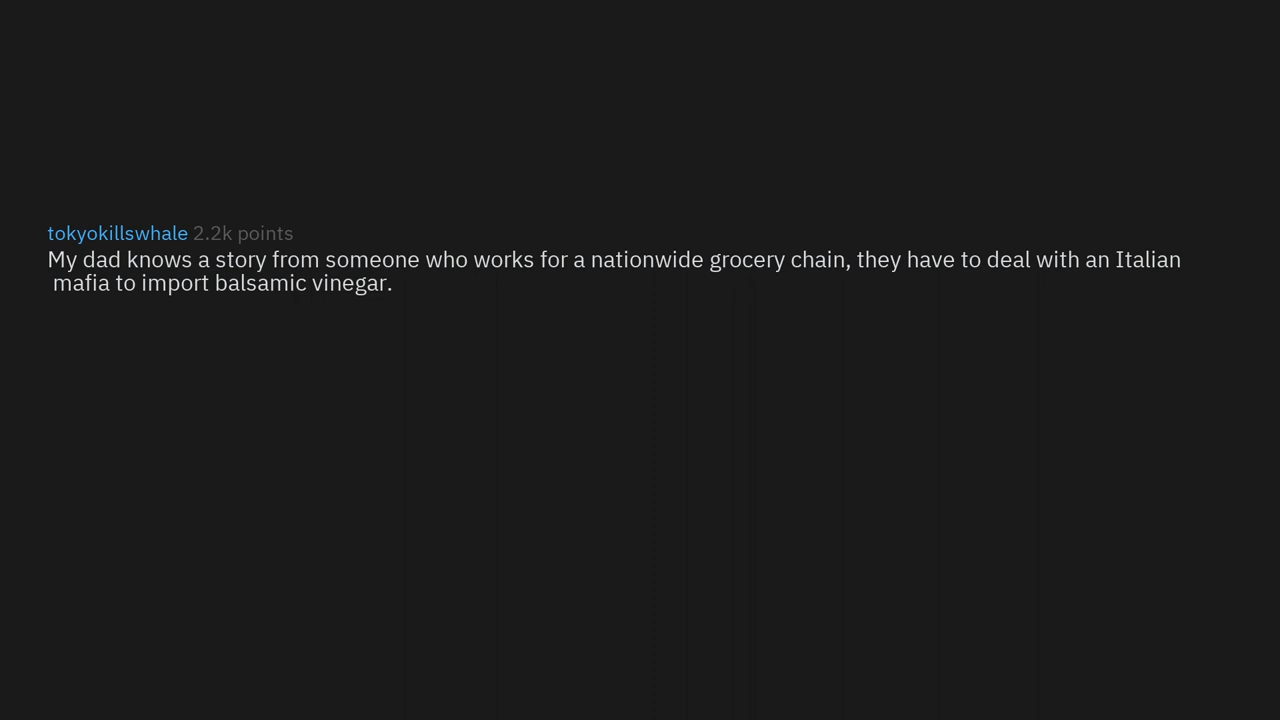 tokyokillswhale 2.2k points
My dad knows a story from someone who works for a nationwide grocery chain, they have to deal with an Italian
mafia to import balsamic vinegar.